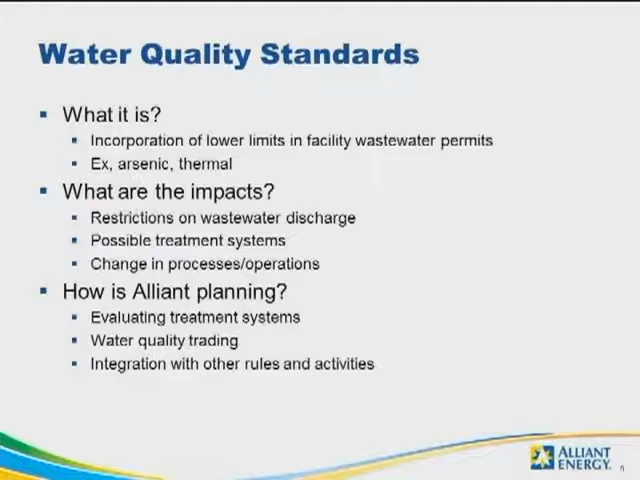 Water Quality Standards
What it is?
Incorporation of lower limits in facility wastewater permits
Ex, arsenic, thermal
What are the impacts?
Restrictions on wastewater discharge
Possible treatment systems
Change in processes/operations
How is Alliant planning?
Evaluating treatment systems
Water quality trading
Integration with other rules and activities
ALLIANT
ENERGY.